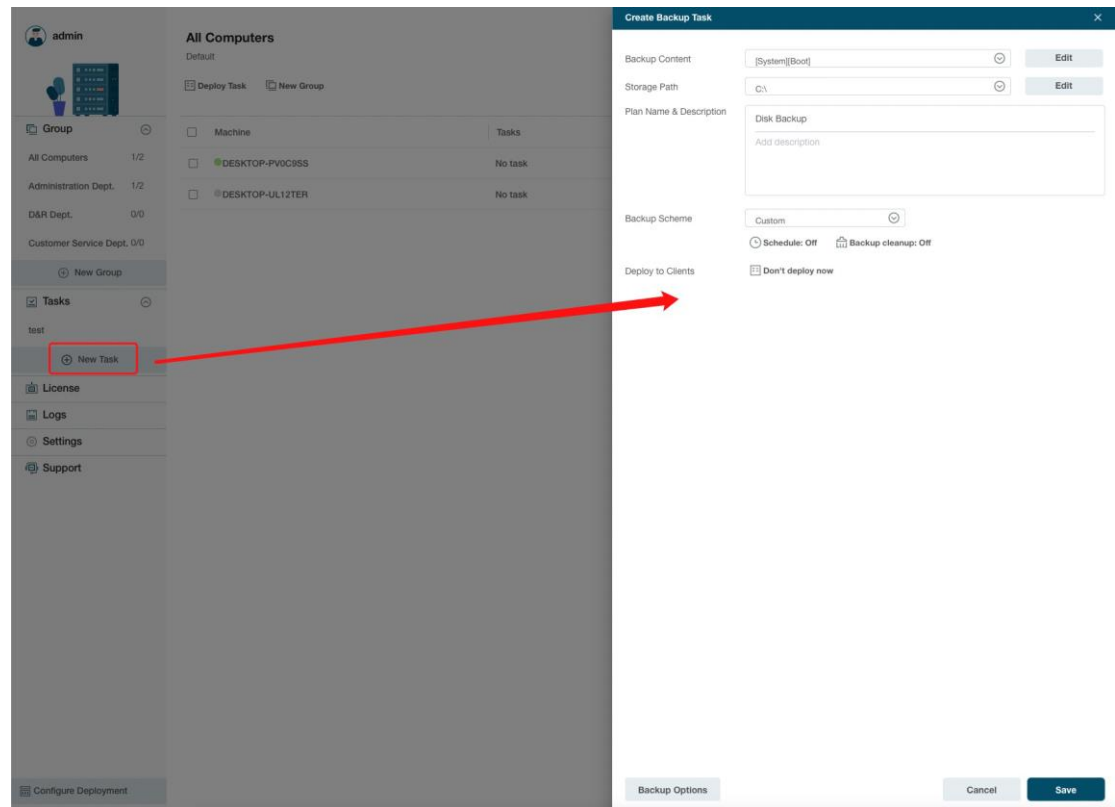 admin
Group
All Computers 1/2
Administration Dept. 1/2
D&R Dept. 0/0
Customer Service Dept. 0/0
New Group
Tasks
test
New Task
License
Logs
Settings
Support
Configure Deployment
All Computers
Default
Deploy Task New Group
Machine Tasks
DESKTOP-PV0C9SS No task
DESKTOP-UL12TER No task
Create Backup Task
Backup Content [System][Boot] Edit
Storage Path C:\ Edit
Plan Name & Description Disk Backup
Add description
Backup Scheme Custom
Schedule: Off Backup cleanup: Off
Deploy to Clients Don't deploy now
Backup Options Cancel Save